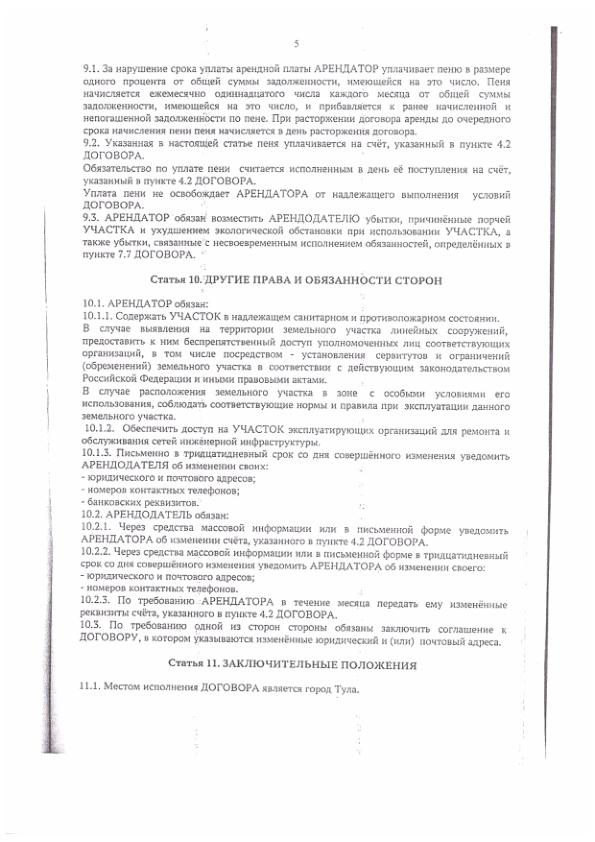 5
9.1. За нарушение срока уплаты арендной платы АРЕНДАТОР уплачивает пеню в размере
одного процента от общей суммы задолженности, имеющейся на это число. Пеня
начисляется ежемесячно одиннадцатого числа каждого месяца от общей суммы
задолженности, имеющейся на это число, и прибавляется к ранее начисленной и
непогашенной задолженности по пене. При расторжении договора аренды до очередного
срока начисления пени пеня начисляется в день расторжения договора.
9.2. Указанная в настоящей статье пеня уплачивается на счёт, указанный в пункте 4.2
ДОГОВОРА.
Обязательство по уплате пени считается исполненным в день её поступления на счёт,
указанный в пункте 4.2 ДОГОВОРА.
Уплата пени не освобождает АРЕНДАТОРА от надлежащего выполнения условий
ДОГОВОРА.
9.3. АРЕНДАТОР обязан возместить АРЕНДОДАТЕЛЮ убытки, причинённые порчей
УЧАСТКА и ухудшением экологической обстановки при использовании УЧАСТКА, а
также убытки, связанные с несвоевременным исполнением обязанностей, определённых в
пункте 7.7 ДОГОВОРА.
Статья 10. ДРУГИЕ ПРАВА И ОБЯЗАННОСТИ СТОРОН
10.1. АРЕНДАТОР обязан:
10.1.1. Содержать УЧАСТОК в надлежащем санитарном и противопожарном состоянии.
В случае выявления на территории земельного участка линейных сооружений,
предоставить к ним беспрепятственный доступ уполномоченных лиц соответствующих
организаций, в том числе посредством - установления сервитутов и ограничений
(обременений) земельного участка в соответствии с действующим законодательством
Российской Федерации и иными правовыми актами.
В случае расположения земельного участка в зоне с особыми условиями его
использования, соблюдать соответствующие нормы и правила при эксплуатации данного
земельного участка.
10.1.2. Обеспечить доступ на УЧАСТОК эксплуатирующих организаций для ремонта и
обслуживания сетей инженерной инфраструктуры.
10.1.3. Письменно в тридцатидневный срок со дня совершённого изменения уведомить
АРЕНДОДАТЕЛЯ об изменении своих:
- юридического и почтового адресов;
- номеров контактных телефонов;
- банковских реквизитов.
10.2. АРЕНДОДАТЕЛЬ обязан:
10.2.1. Через средства массовой информации или в письменной форме уведомить
АРЕНДАТОРА об изменении счёта, указанного в пункте 4.2 ДОГОВОРА.
10.2.2. Через средства массовой информации или в письменной форме в тридцатидневный
срок со дня совершённого изменения уведомить АРЕНДАТОРА об изменении своего:
- юридического и почтового адресов;
- номеров контактных телефонов.
10.2.3. По требованию АРЕНДАТОРА в течение месяца передать ему изменённые
реквизиты счёта, указанного в пункте 4.2 ДОГОВОРА.
10.3. По требованию одной из сторон стороны обязаны заключить соглашение к
ДОГОВОРУ, в котором указываются изменённые юридический и (или) почтовый адреса.
Статья 11. ЗАКЛЮЧИТЕЛЬНЫЕ ПОЛОЖЕНИЯ
11.1. Местом исполнения ДОГОВОРА является город Тула.